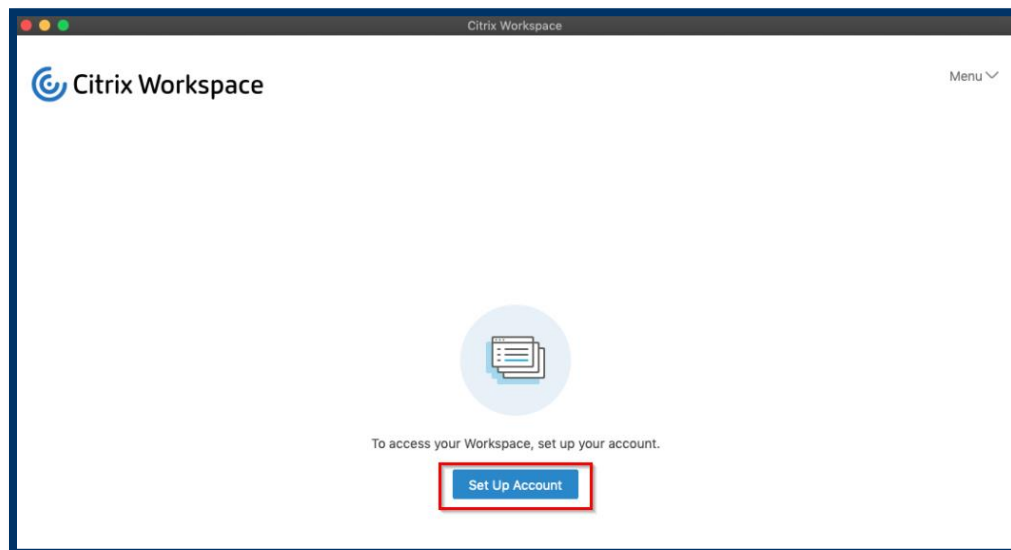 Citrix Workspace
Citrix Workspace
Menu
To access your Workspace, set up your account.
Set Up Account